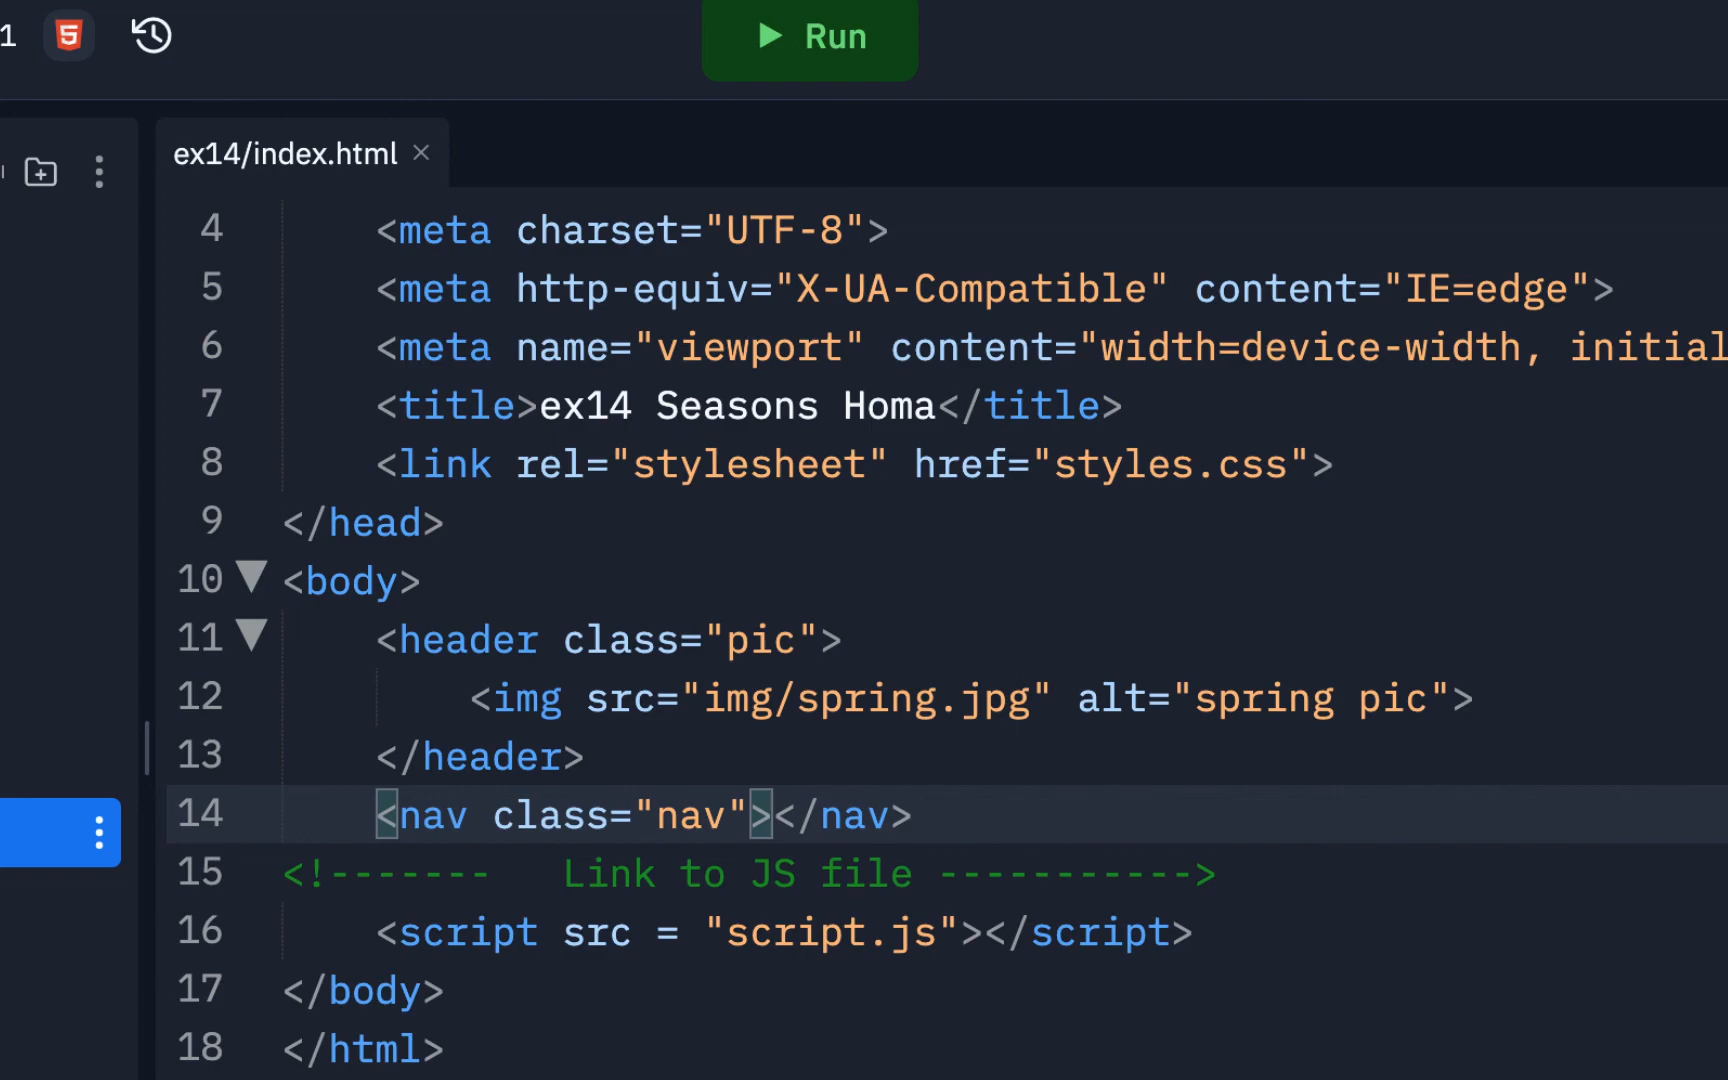 1
Run
ex14/index.html ×
4 <meta charset="UTF-8">
5 <meta http-equiv="X-UA-Compatible" content="IE=edge">
6 <meta name="viewport" content="width=device-width, initial
7 <title>ex14 Seasons Homa</title>
8 <link rel="stylesheet" href="styles.css">
9 </head>
10 <body>
11 <header class="pic">
12 <img src="img/spring.jpg" alt="spring pic">
13 </header>
14 <nav class="nav"></nav>
15 <!------- Link to JS file ----------->
16 <script src = "script.js"></script>
17 </body>
18 </html>